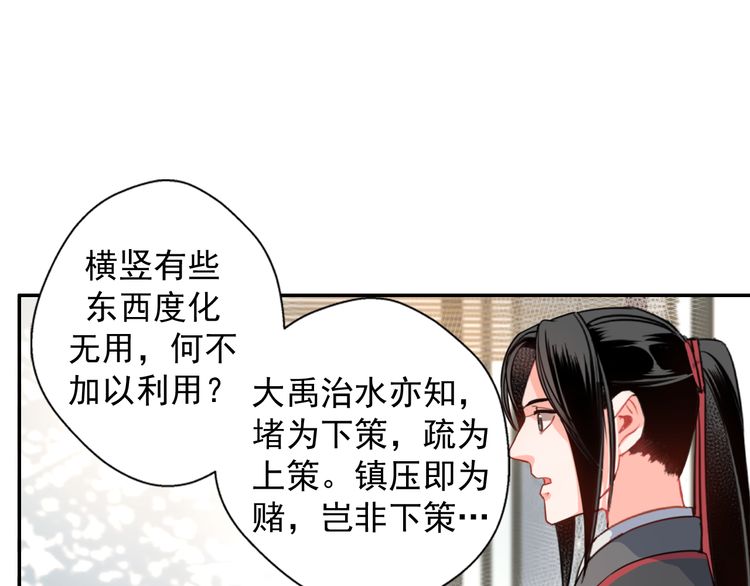 横竖有些
东西度化
无用，何不
加以利用？
大禹治水亦知，
堵为下策，疏为
上策。镇压即为
赌，岂非下策…